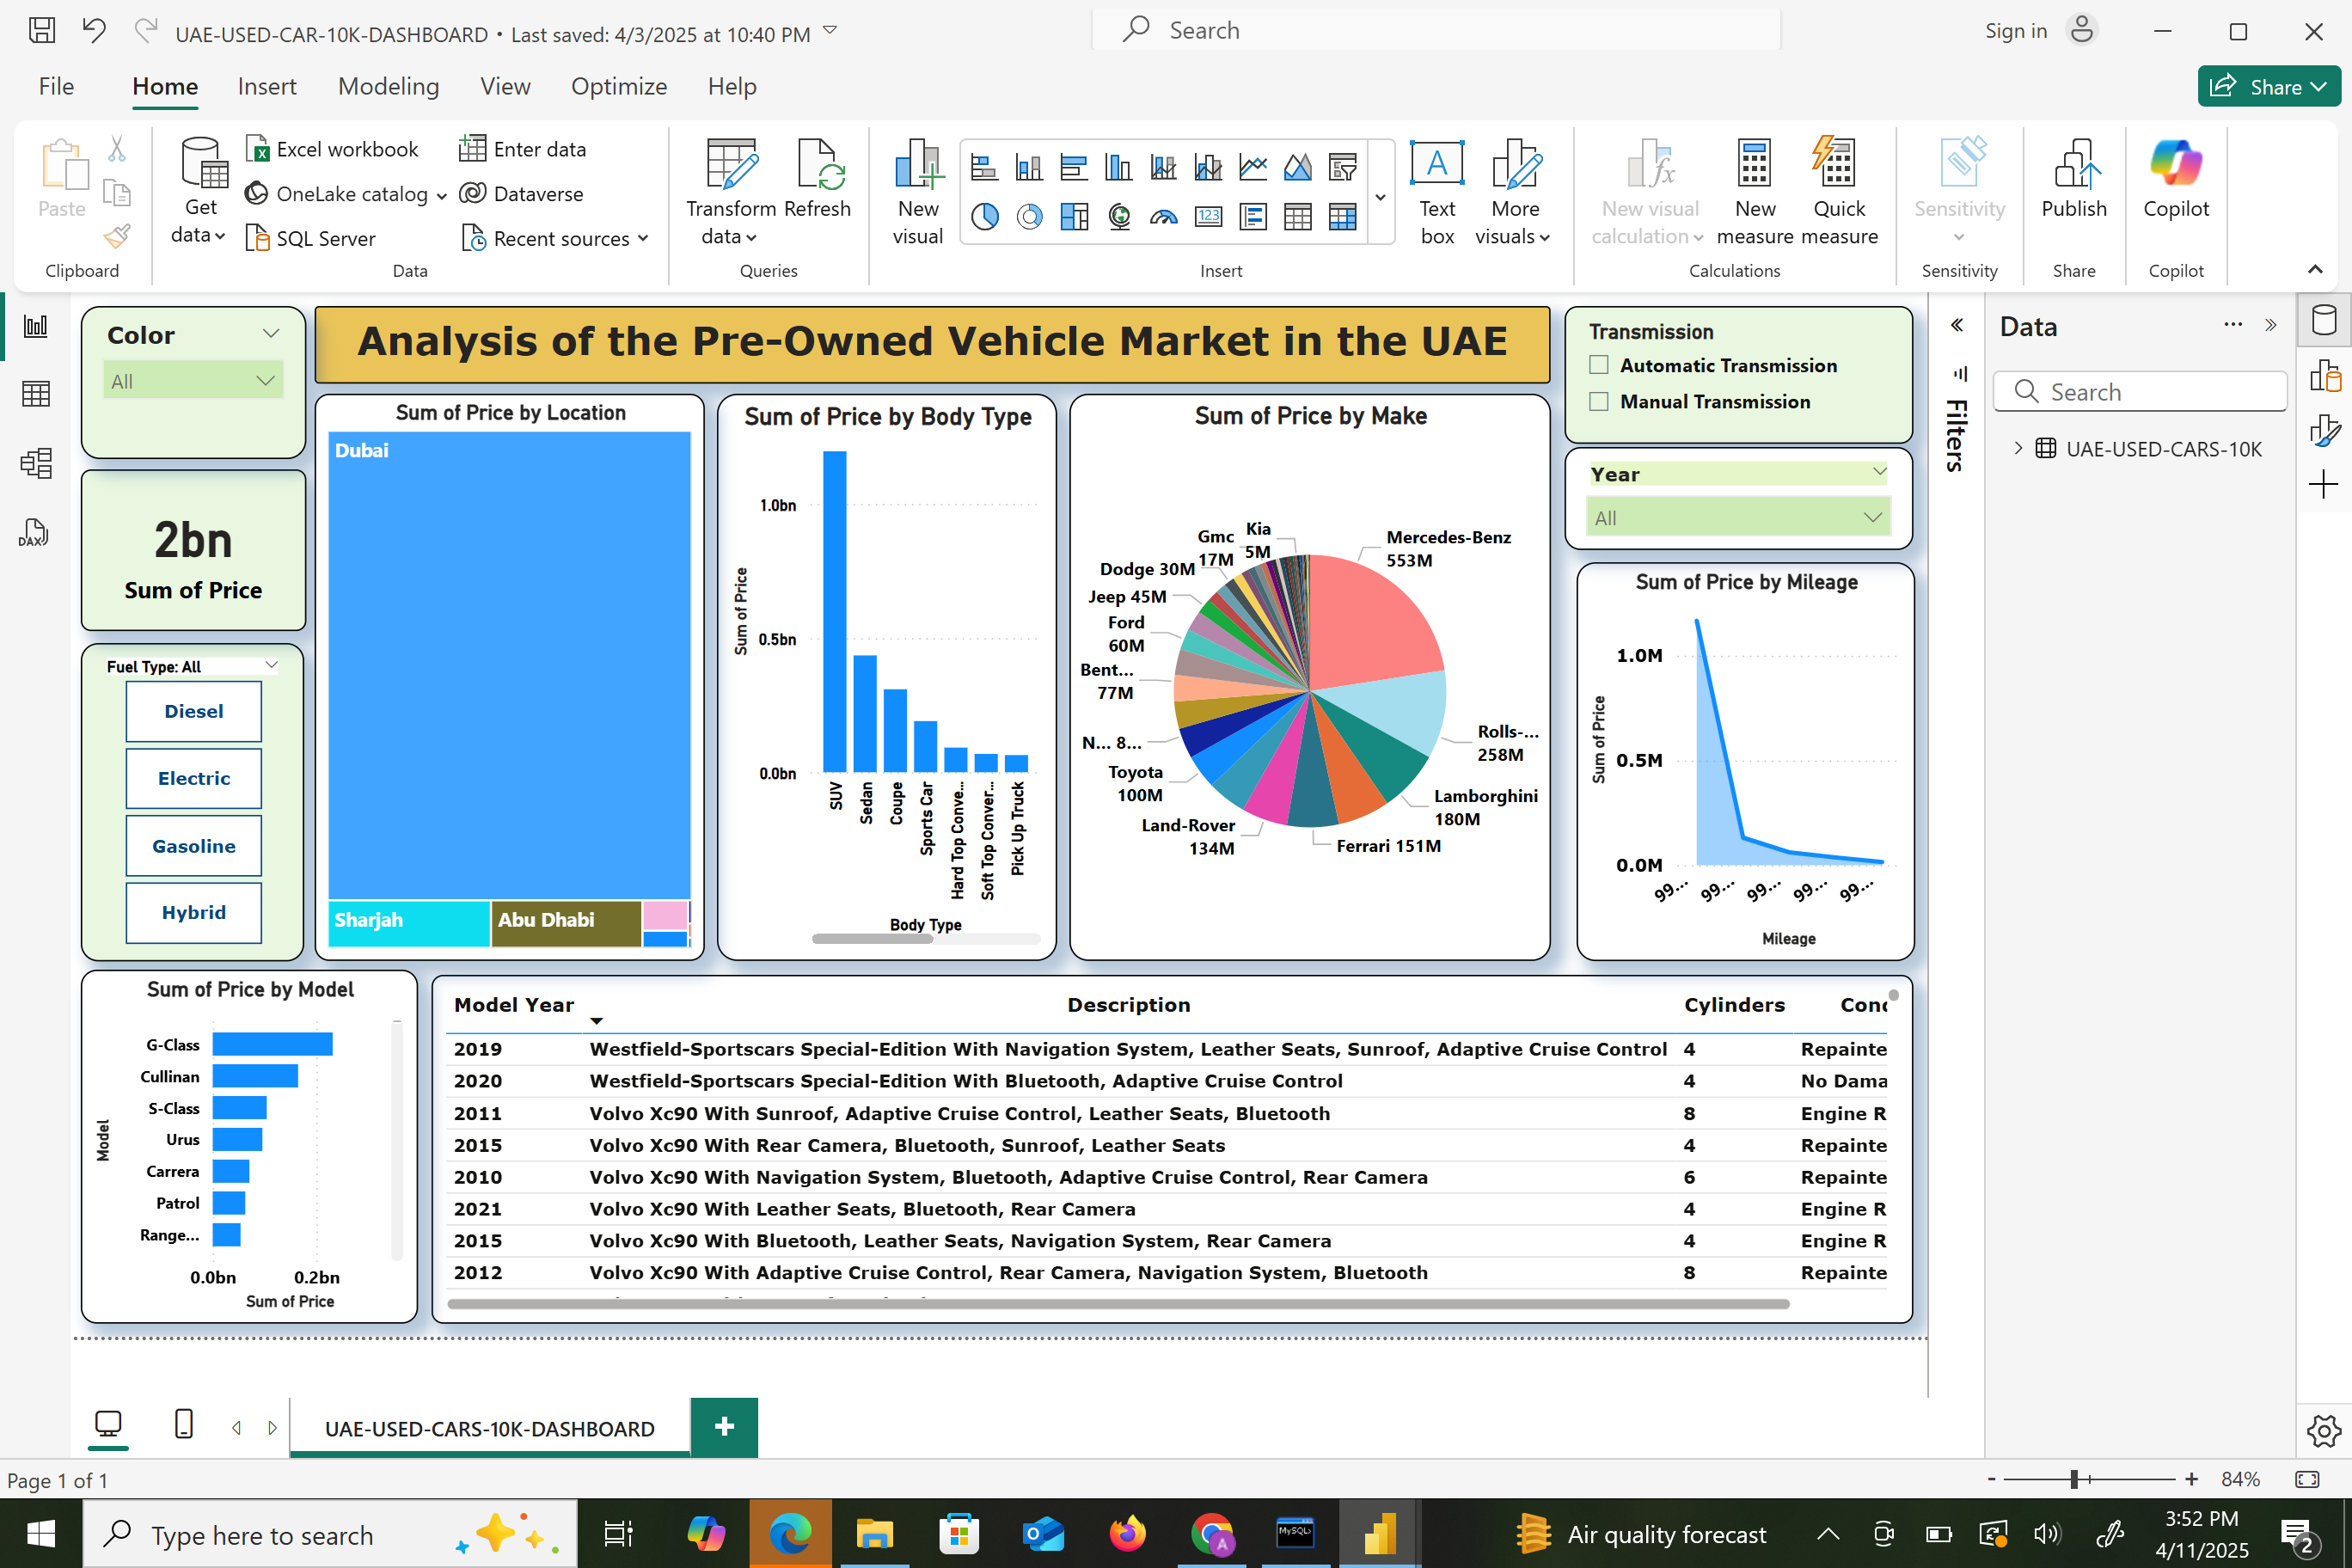 UAE-USED-CAR-10K-DASHBOARD • Last saved: 4/3/2025 at 10:40 PM
Search
Sign in
File
Home
Insert
Modeling
View
Optimize
Help
Share
Paste
Clipboard
Get
data
Excel workbook
OneLake catalog
SQL Server
Enter data
Dataverse
Recent sources
Data
Transform
data
Refresh
Queries
New
visual
123
Insert
A
Text
box
More
visuals
New visual
calculation
New
measure
Quick
measure
Calculations
Sensitivity
Sensitivity
Publish
Share
Copilot
Copilot
DAX
Color
All
2bn
Sum of Price
Fuel Type: All
Diesel
Electric
Gasoline
Hybrid
Analysis of the Pre-Owned Vehicle Market in the UAE
Sum of Price by Location
Dubai
Sharjah
Abu Dhabi
Sum of Price by Body Type
Sum of Price
1.0bn
0.5bn
0.0bn
SUV
Sedan
Coupe
Sports Car
Hard Top Conve...
Soft Top Conver...
Pick Up Truck
Body Type
Sum of Price by Make
Kia
5M
Gmc
17M
Dodge 30M
Jeep 45M
Ford
60M
Bent...
77M
N... 8...
Toyota
100M
Land-Rover
134M
Ferrari 151M
Lamborghini
180M
Rolls-...
258M
Mercedes-Benz
553M
Transmission
Automatic Transmission
Manual Transmission
Year
All
Sum of Price by Mileage
Sum of Price
1.0M
0.5M
0.0M
99...
99...
99...
99...
99...
Mileage
Sum of Price by Model
Model
G-Class
Cullinan
S-Class
Urus
Carrera
Patrol
Range...
0.0bn
0.2bn
Sum of Price
Model Year Description Cylinders Cond
2019 Westfield-Sportscars Special-Edition With Navigation System, Leather Seats, Sunroof, Adaptive Cruise Control 4 Repainte
2020 Westfield-Sportscars Special-Edition With Bluetooth, Adaptive Cruise Control 4 No Dama
2011 Volvo Xc90 With Sunroof, Adaptive Cruise Control, Leather Seats, Bluetooth 8 Engine R
2015 Volvo Xc90 With Rear Camera, Bluetooth, Sunroof, Leather Seats 4 Repainte
2010 Volvo Xc90 With Navigation System, Bluetooth, Adaptive Cruise Control, Rear Camera 6 Repainte
2021 Volvo Xc90 With Leather Seats, Bluetooth, Rear Camera 4 Engine R
2015 Volvo Xc90 With Bluetooth, Leather Seats, Navigation System, Rear Camera 4 Engine R
2012 Volvo Xc90 With Adaptive Cruise Control, Rear Camera, Navigation System, Bluetooth 8 Repainte
Filters
Data
Search
UAE-USED-CARS-10K
UAE-USED-CARS-10K-DASHBOARD
Page 1 of 1
84%
Type here to search
MySQL
Air quality forecast
3:52 PM
4/11/2025
2